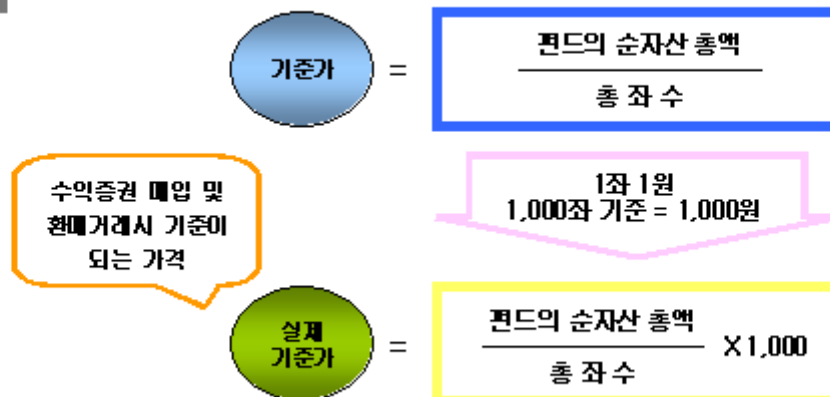 기준가
=
펀드의 순자산 총액
총 좌 수
수익증권 매입 및
환매거래시 기준이
되는 가격
1좌 1원
1,000좌 기준 = 1,000원
실제
기준가
=
펀드의 순자산 총액
총 좌 수
X 1,000